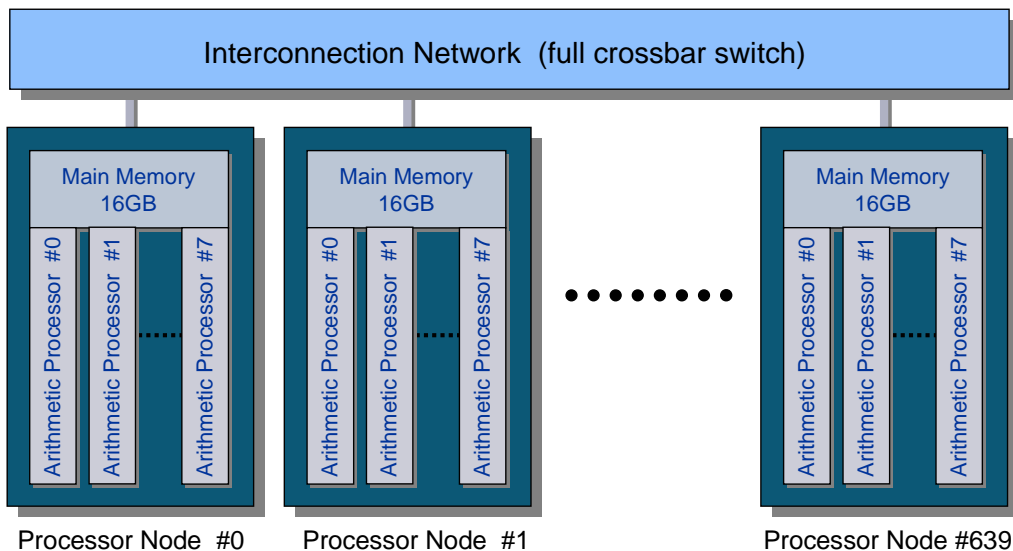 Interconnection Network (full crossbar switch)
Main Memory
16GB
Arithmetic Processor #0
Arithmetic Processor #1
Arithmetic Processor #7
Processor Node #0
Main Memory
16GB
Arithmetic Processor #0
Arithmetic Processor #1
Arithmetic Processor #7
Processor Node #1
Main Memory
16GB
Arithmetic Processor #0
Arithmetic Processor #1
Arithmetic Processor #7
Processor Node #639